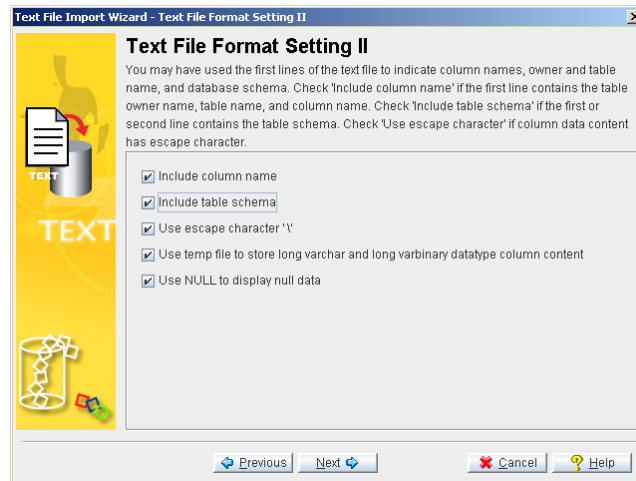 Text File Import Wizard - Text File Format Setting II
Text File Format Setting II
You may have used the first lines of the text file to indicate column names, owner and table
name, and database schema. Check 'Include column name' if the first line contains the table
owner name, table name, and column name. Check 'Include table schema' if the first or
second line contains the table schema. Check 'Use escape character' if column data content
has escape character.
TEXT
TEXT
Include column name
Include table schema
Use escape character '\'
Use temp file to store long varchar and long varbinary datatype column content
Use NULL to display null data
Previous
Next
Cancel
Help